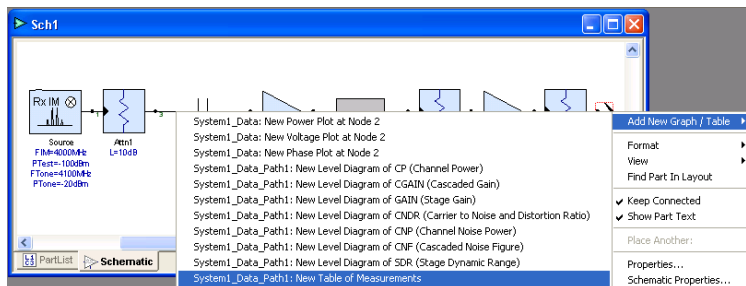 Sch1
Rx IM
1
3
Source
FIM=4000MHz
PTest=-100dBm
FTone=4100MHz
PTone=-20dBm
Attn1
L=10dB
System1_Data: New Power Plot at Node 2
System1_Data: New Voltage Plot at Node 2
System1_Data: New Phase Plot at Node 2
System1_Data_Path1: New Level Diagram of CP (Channel Power)
System1_Data_Path1: New Level Diagram of CGAIN (Cascaded Gain)
System1_Data_Path1: New Level Diagram of GAIN (Stage Gain)
System1_Data_Path1: New Level Diagram of CNDR (Carrier to Noise and Distortion Ratio)
System1_Data_Path1: New Level Diagram of CNP (Channel Noise Power)
System1_Data_Path1: New Level Diagram of CNF (Cascaded Noise Figure)
System1_Data_Path1: New Level Diagram of SDR (Stage Dynamic Range)
System1_Data_Path1: New Table of Measurements
Add New Graph / Table
Format
View
Find Part In Layout
Keep Connected
Show Part Text
Place Another:
Properties...
Schematic Properties...
PartList
Schematic